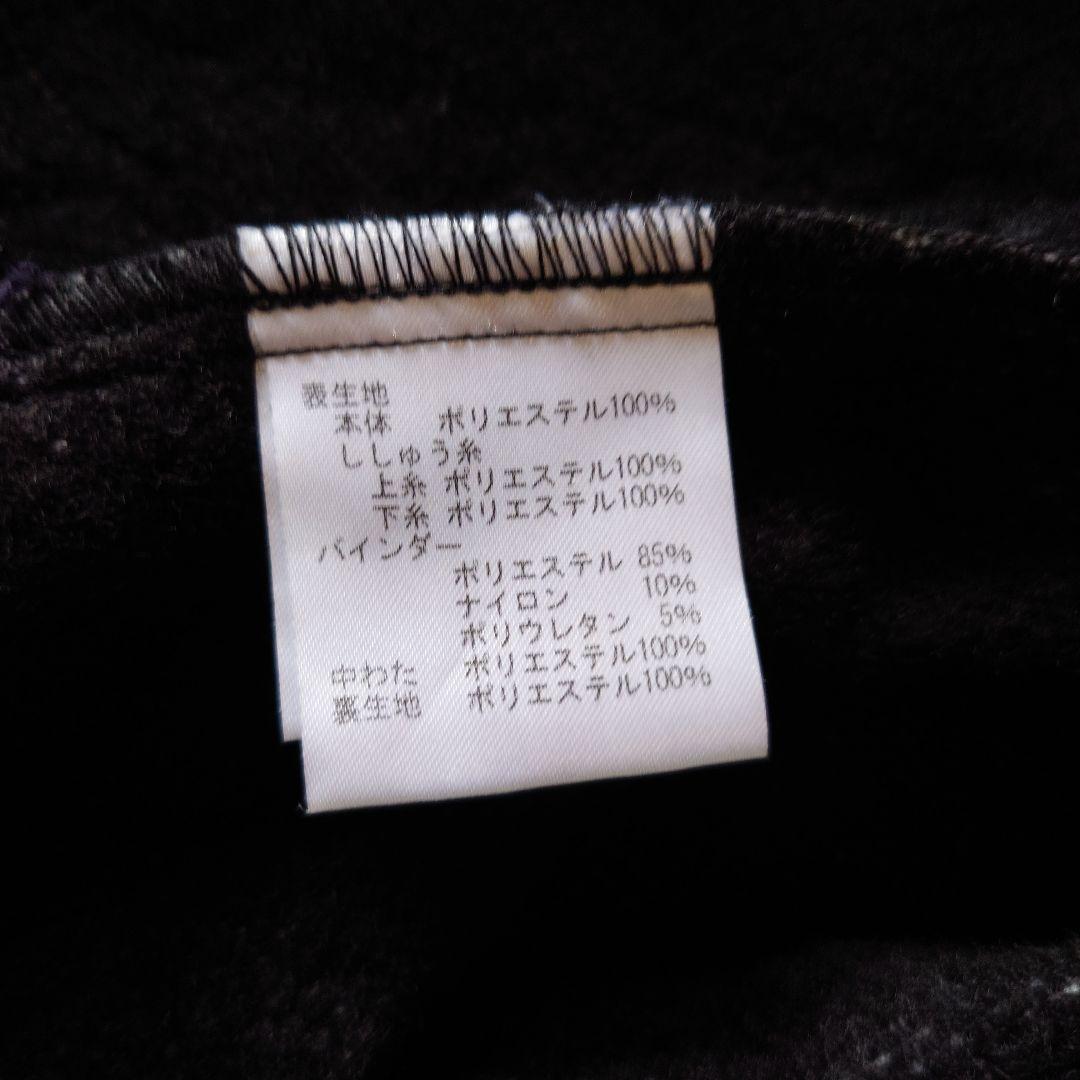 表生地
本体 ポリエステル100%
ししゅう糸
上糸 ポリエステル100%
下糸 ポリエステル100%
バインダー
ポリエステル 85%
ナイロン 10%
ポリウレタン 5%
中わた ポリエステル100%
裏生地 ポリエステル100%